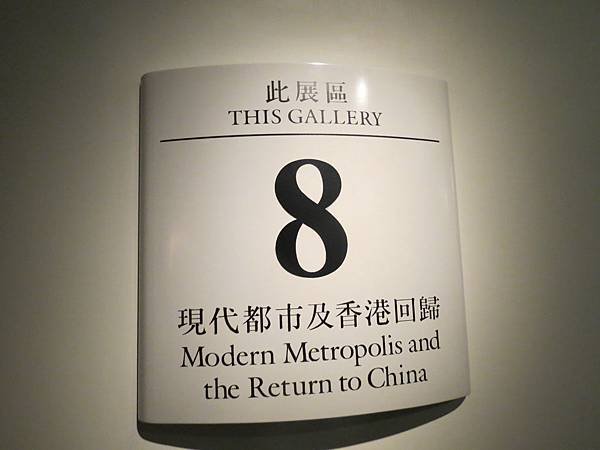 此展區
THIS GALLERY
8
現代都市及香港回歸
Modern Metropolis and
the Return to China